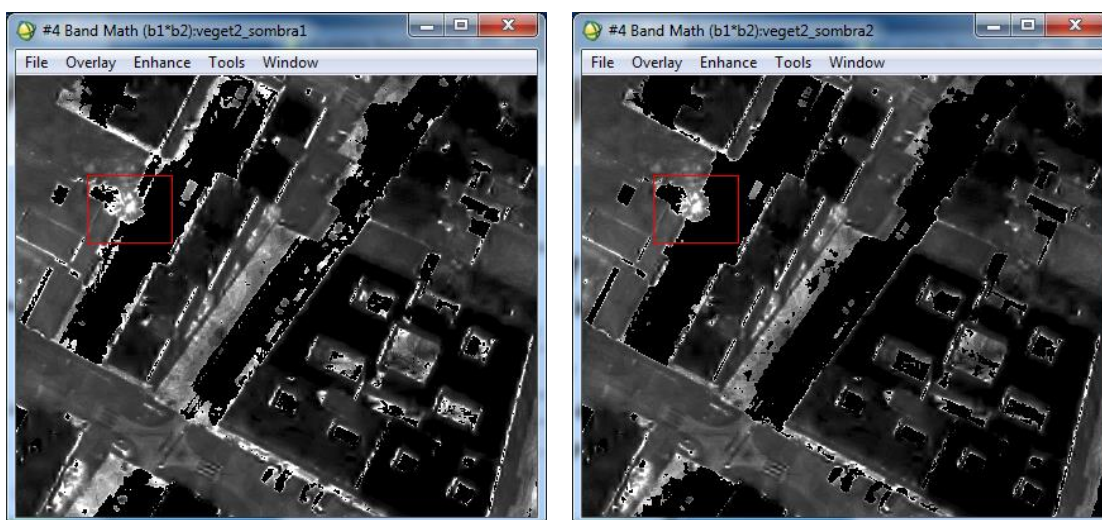 #4 Band Math (b1*b2):veget2_sombra1
File Overlay Enhance Tools Window
#4 Band Math (b1*b2):veget2_sombra2
File Overlay Enhance Tools Window